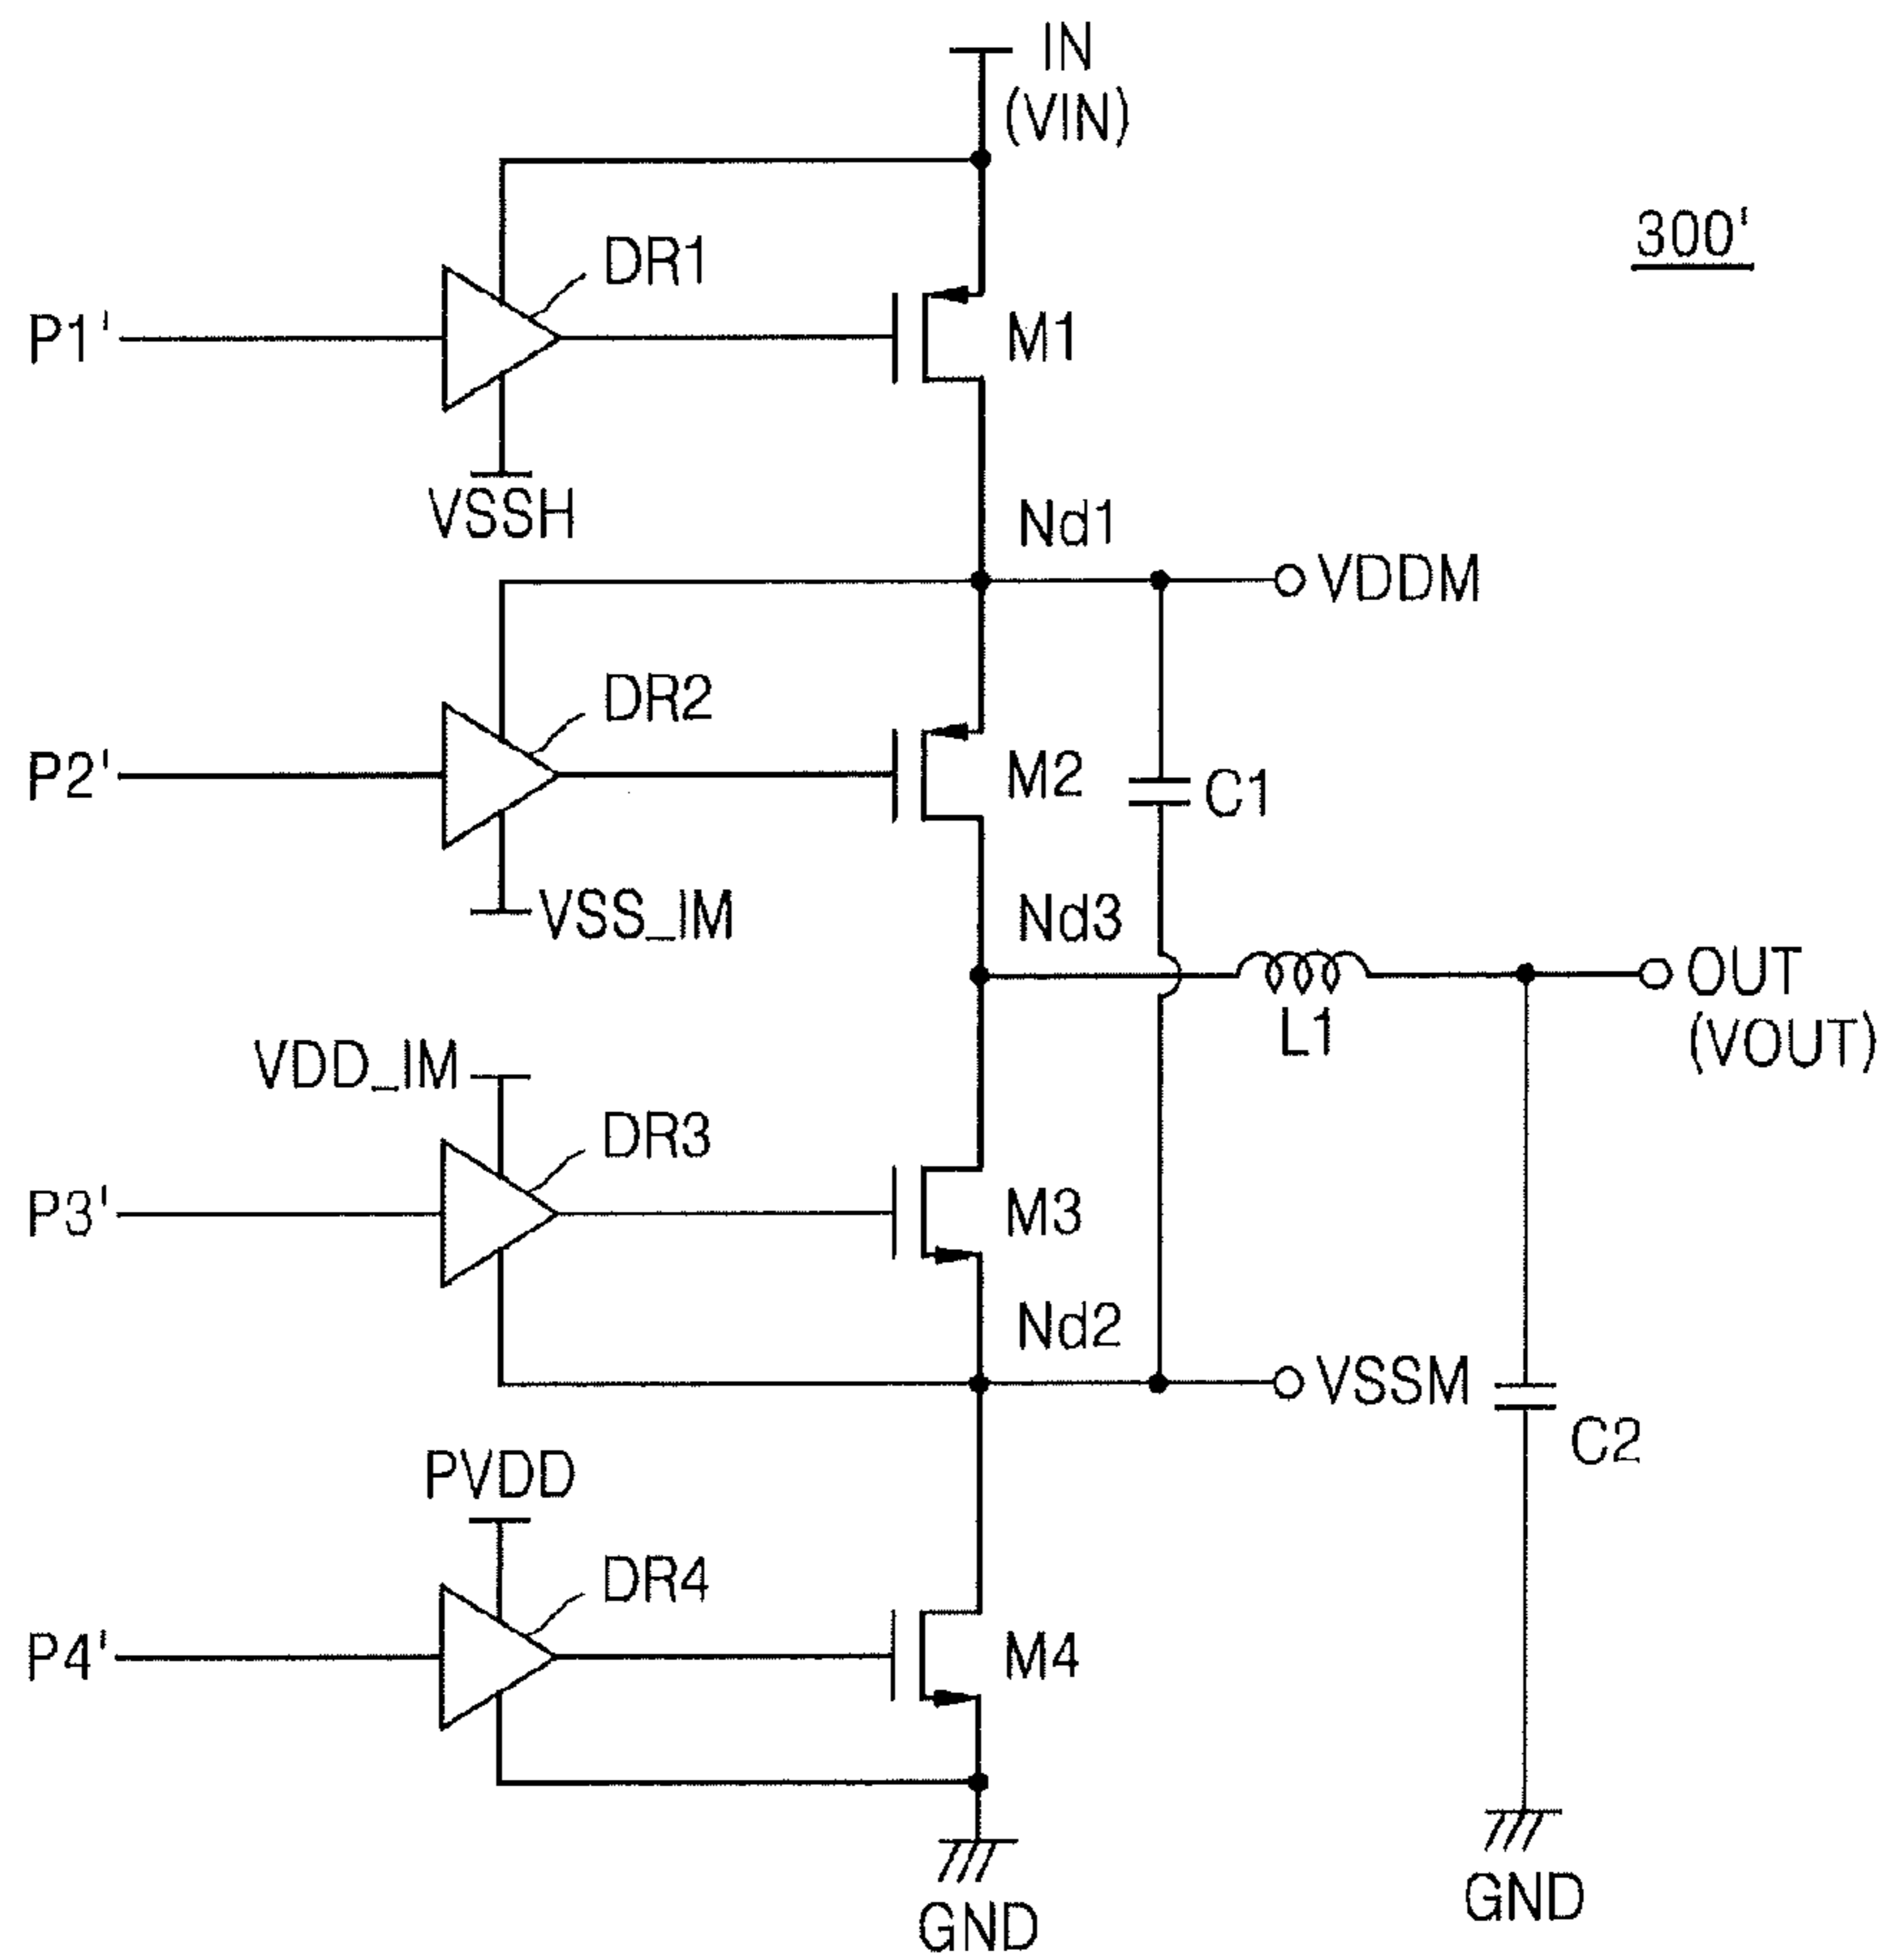 IN
(VIN)
300'
DR1
P1'
M1
VSSH
Nd1
VDDM
DR2
P2'
M2
C1
VSS_IM
Nd3
OUT
(VOUT)
L1
VDD_IM
DR3
P3'
M3
Nd2
VSSM
C2
PVDD
DR4
P4'
M4
GND
GND